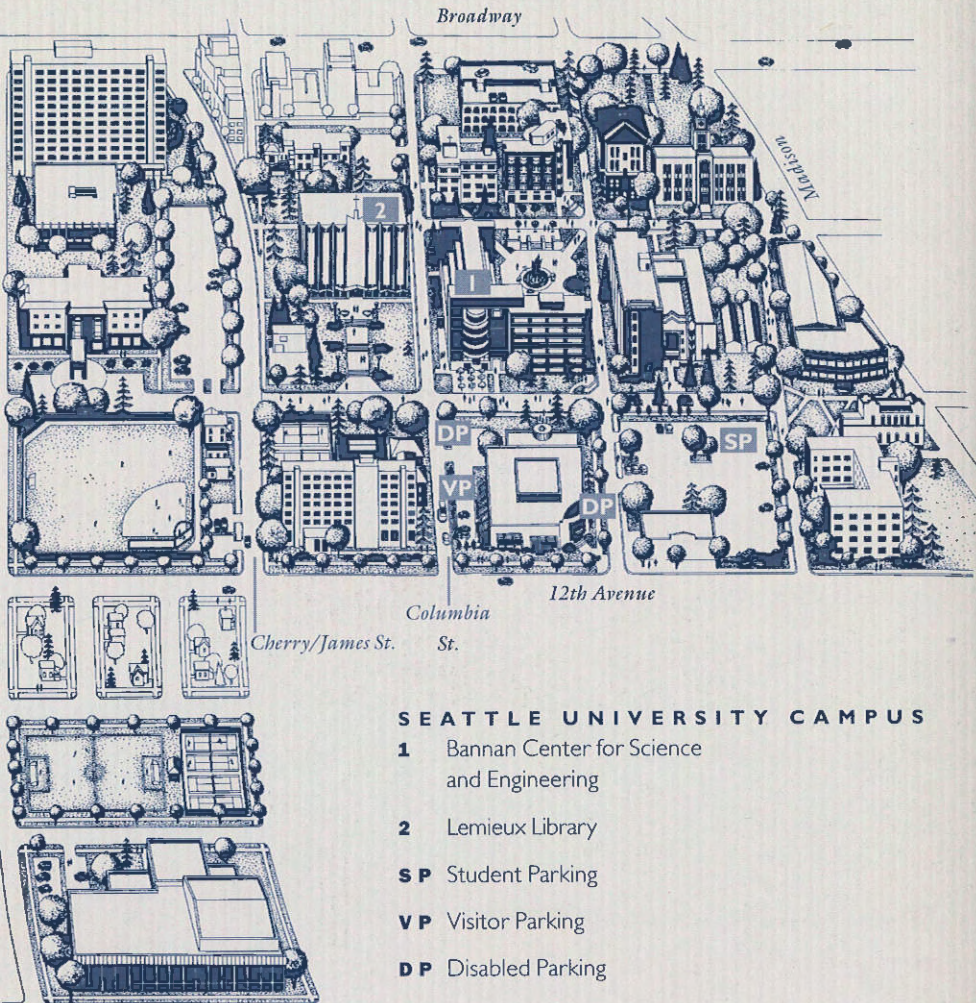 Broadway
Madison
2
1
DP
SP
VP
DP
12th Avenue
Columbia
St.
Cherry/James St.
SEATTLE UNIVERSITY CAMPUS
1 Bannan Center for Science
and Engineering
2 Lemieux Library
SP Student Parking
VP Visitor Parking
DP Disabled Parking